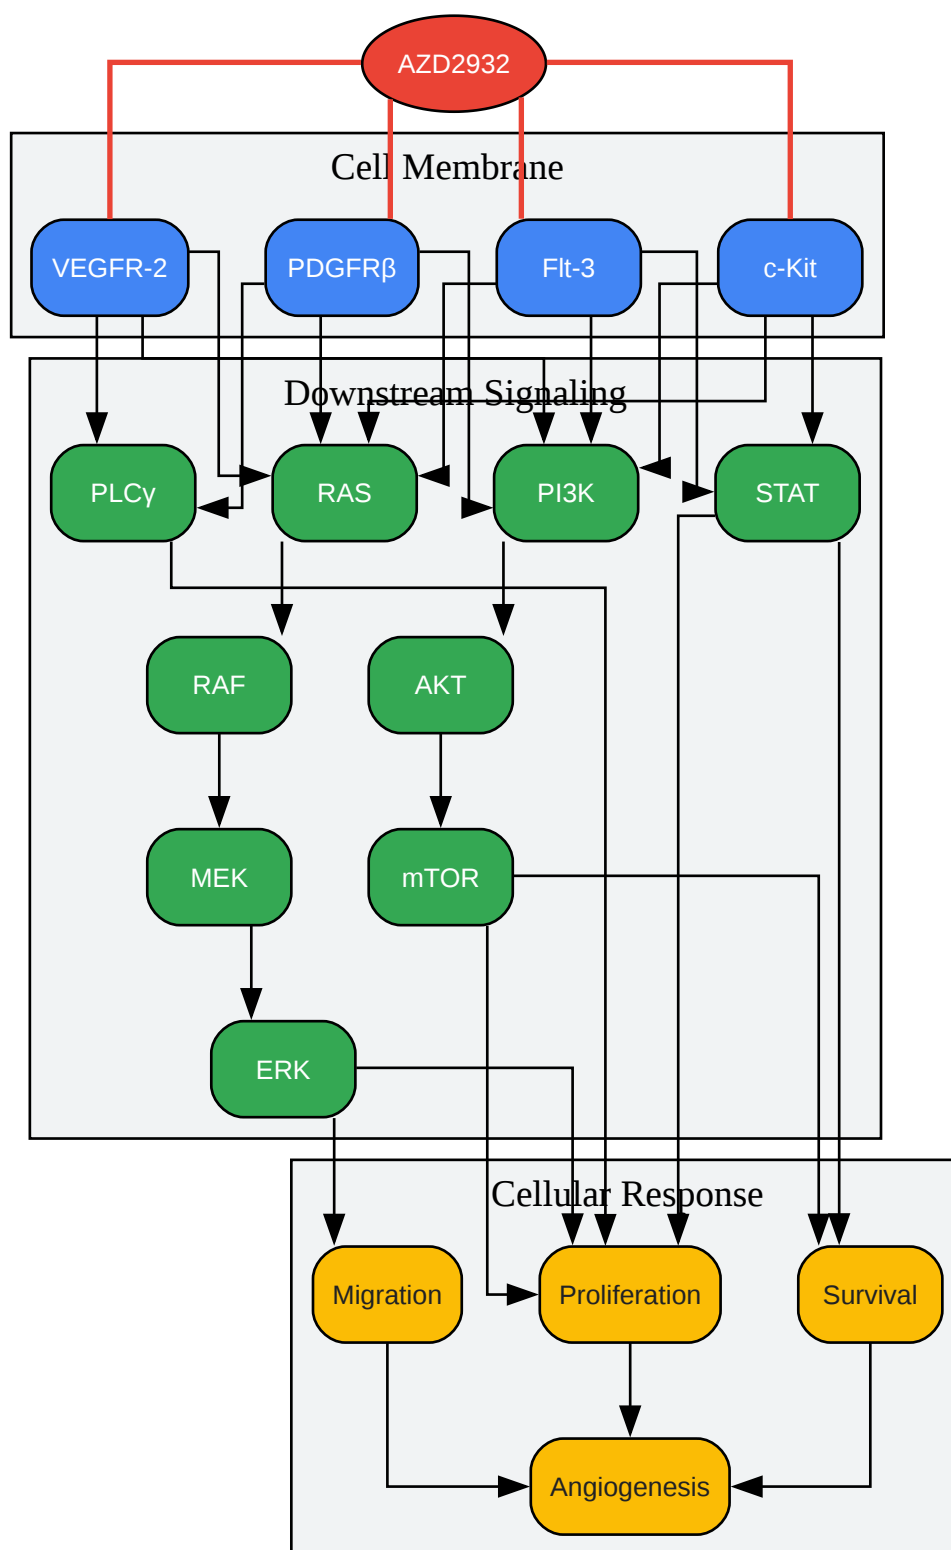 AZD2932
Cell Membrane
VEGFR-2
PDGFRβ
Flt-3
c-Kit
Downstream Signaling
PLCγ
RAS
PI3K
STAT
RAF
AKT
MEK
mTOR
ERK
Cellular Response
Migration
Proliferation
Survival
Angiogenesis